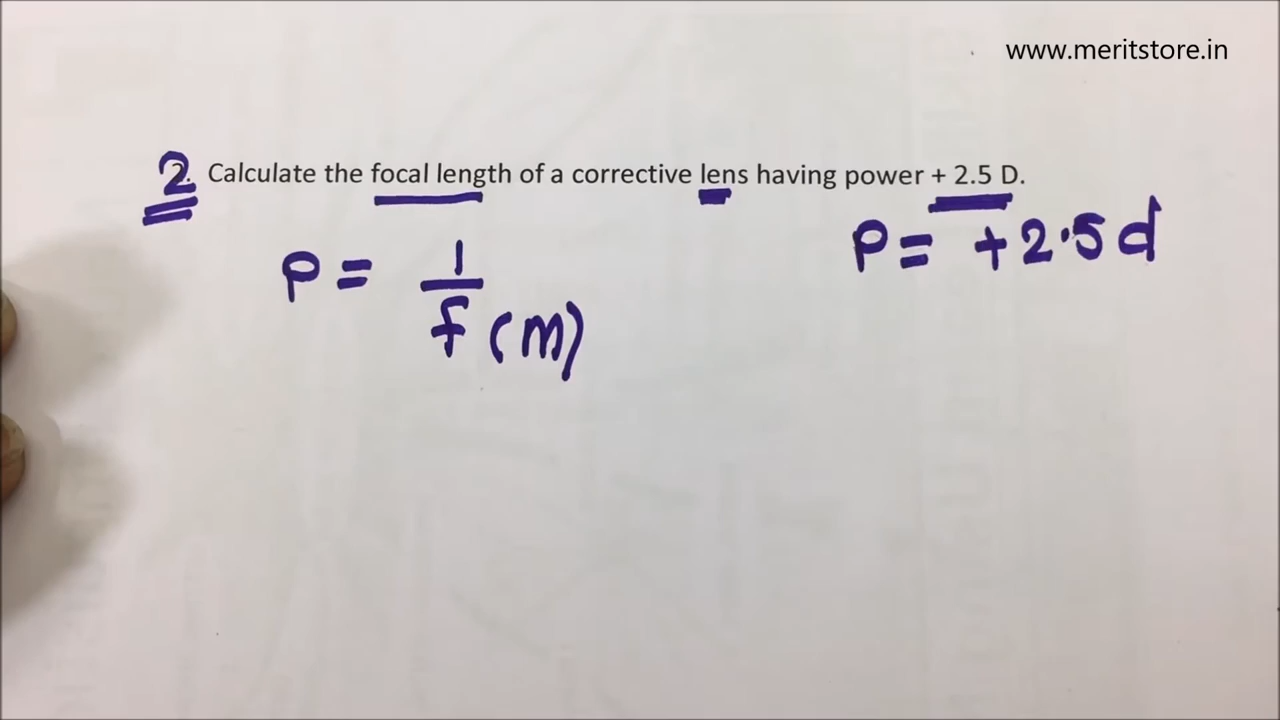 www.meritstore.in
2. Calculate the focal length of a corrective lens having power + 2.5 D.
P = +2.5 d
P = 1
f (m)